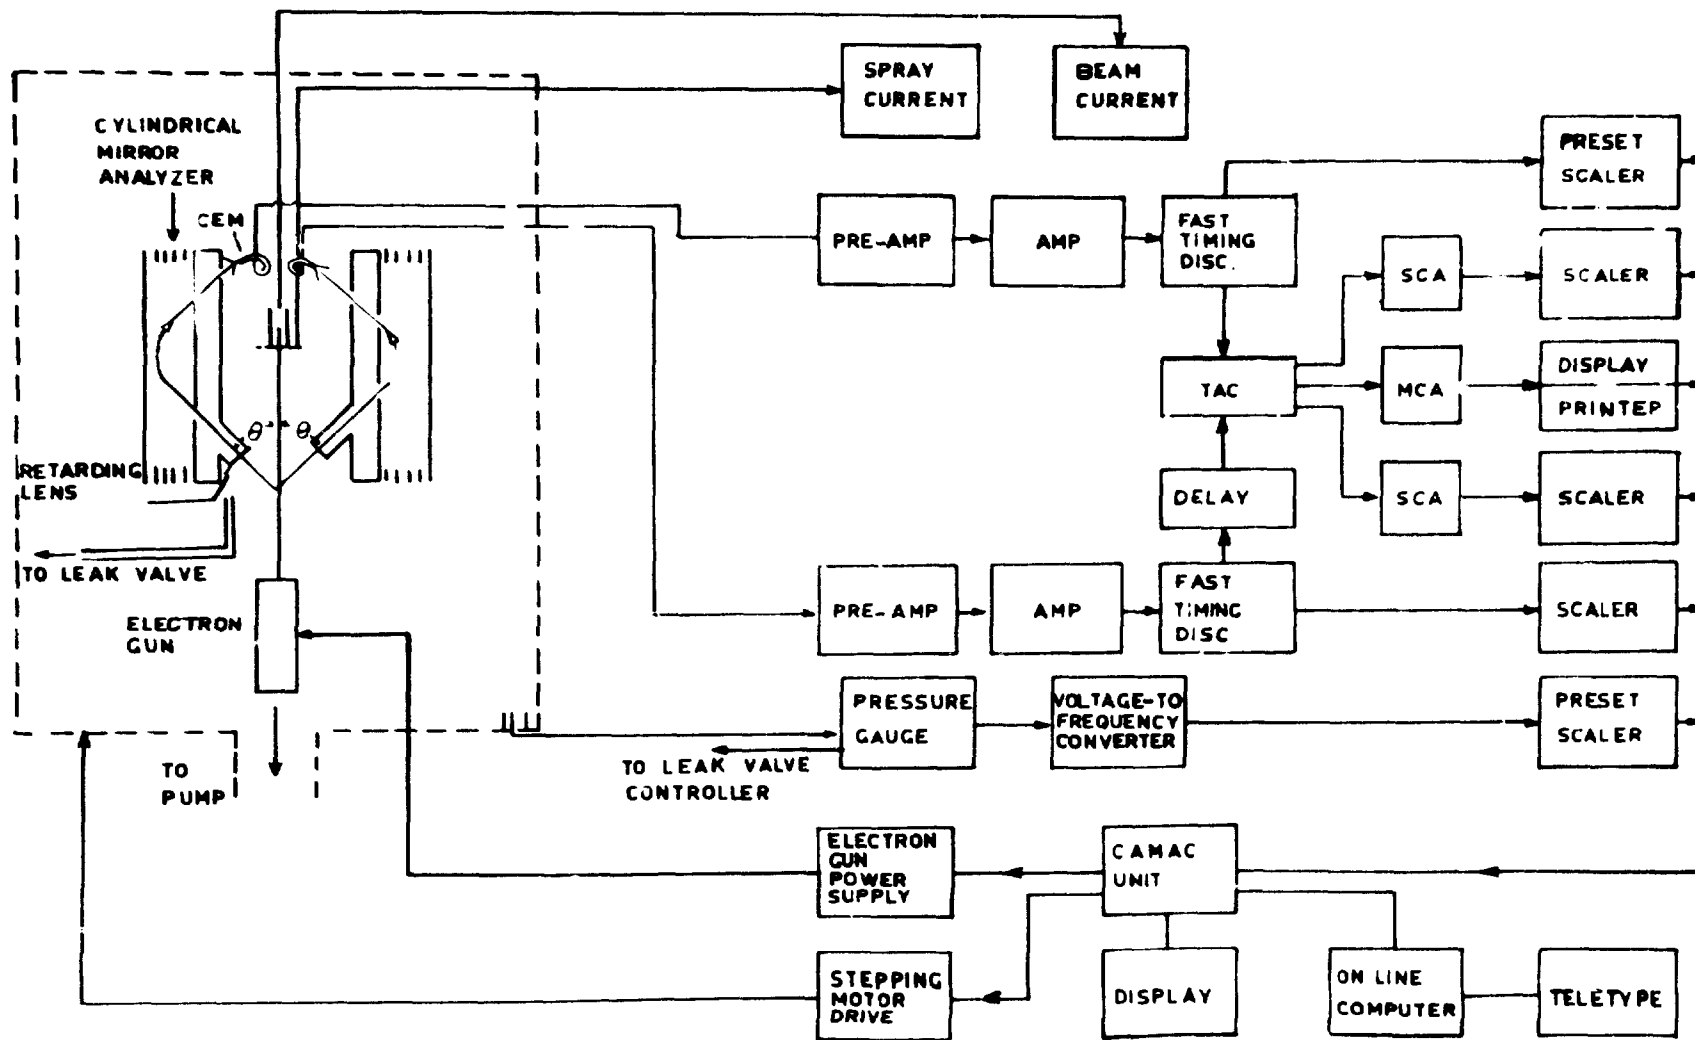 SPRAY
CURRENT
BEAM
CURRENT
CYLINDRICAL
MIRROR
ANALYZER
CEM
PRESET
SCALER
PRE-AMP
AMP
FAST
TIMING
DISC.
SCA
SCALER
TAC
MCA
DISPLAY
PRINTEP
θ
θ
RETARDING
LENS
DELAY
SCA
SCALER
TO LEAK VALVE
ELECTRON
GUN
PRE-AMP
AMP
FAST
TIMING
DISC
SCALER
PRESSURE
GAUGE
VOLTAGE-TO
FREQUENCY
CONVERTER
PRESET
SCALER
TO
PUMP
TO LEAK VALVE
CONTROLLER
ELECTRON
GUN
POWER
SUPPLY
CAMAC
UNIT
STEPPING
MOTOR
DRIVE
DISPLAY
ON LINE
COMPUTER
TELETYPE